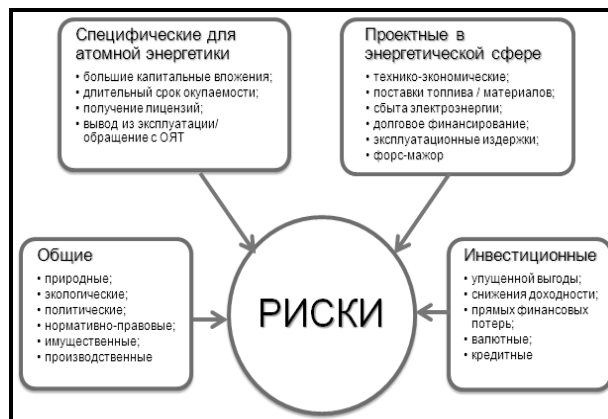 Специфические для
атомной энергетики
• большие капитальные вложения;
• длительный срок окупаемости;
• получение лицензий;
• вывод из эксплуатации/
обращение с ОЯТ
Проектные в
энергетической сфере
• технико-экономические;
• поставки топлива / материалов;
• сбыта электроэнергии;
• долговое финансирование;
• эксплуатационные издержки;
• форс-мажор
Общие
• природные;
• экологические;
• политические;
• нормативно-правовые;
• имущественные;
• производственные
РИСКИ
Инвестиционные
• упущенной выгоды;
• снижения доходности;
• прямых финансовых
потерь;
• валютные;
• кредитные